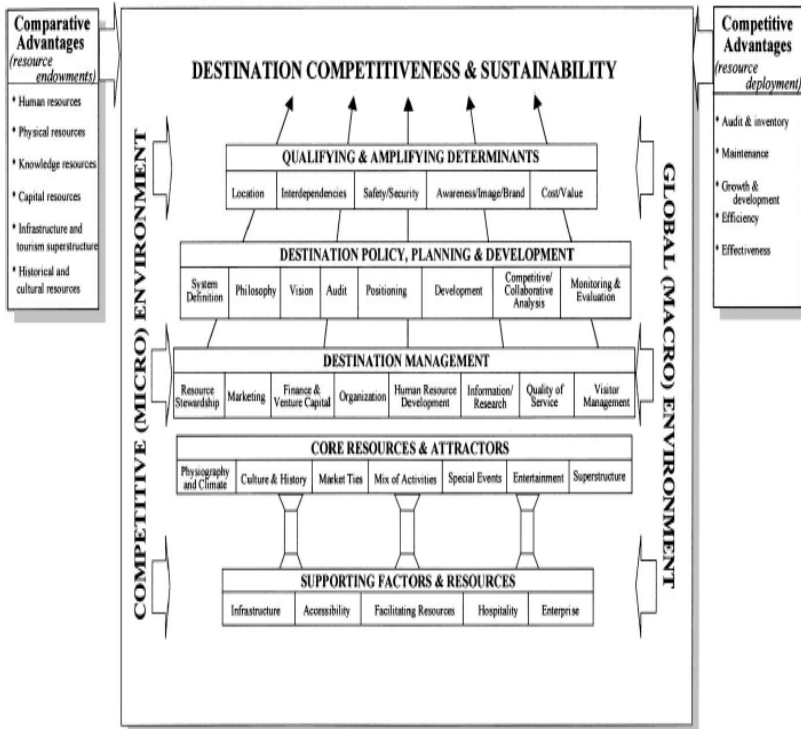 Comparative
Advantages
(resource
endowments)
* Human resources
* Physical resources
* Knowledge resources
* Capital resources
* Infrastructure and
tourism superstructure
* Historical and
cultural resources
COMPETITIVE (MICRO) ENVIRONMENT
DESTINATION COMPETITIVENESS & SUSTAINABILITY
QUALIFYING & AMPLIFYING DETERMINANTS
Location Interdependencies Safety/Security Awareness/Image/Brand Cost/Value
DESTINATION POLICY, PLANNING & DEVELOPMENT
System
Definition
Philosophy
Vision
Audit
Positioning
Development
Competitive/
Collaborative
Analysis
Monitoring &
Evaluation
DESTINATION MANAGEMENT
Resource
Stewardship
Marketing
Finance &
Venture Capital
Organization
Human Resource
Development
Information/
Research
Quality of
Service
Visitor
Management
CORE RESOURCES & ATTRACTORS
Physiography
and Climate
Culture & History
Market Ties
Mix of Activities
Special Events
Entertainment
Superstructure
SUPPORTING FACTORS & RESOURCES
Infrastructure Accessibility Facilitating Resources Hospitality Enterprise
GLOBAL (MACRO) ENVIRONMENT
Competitive
Advantages
(resource
deployment)
* Audit & inventory
* Maintenance
* Growth &
development
* Efficiency
* Effectiveness